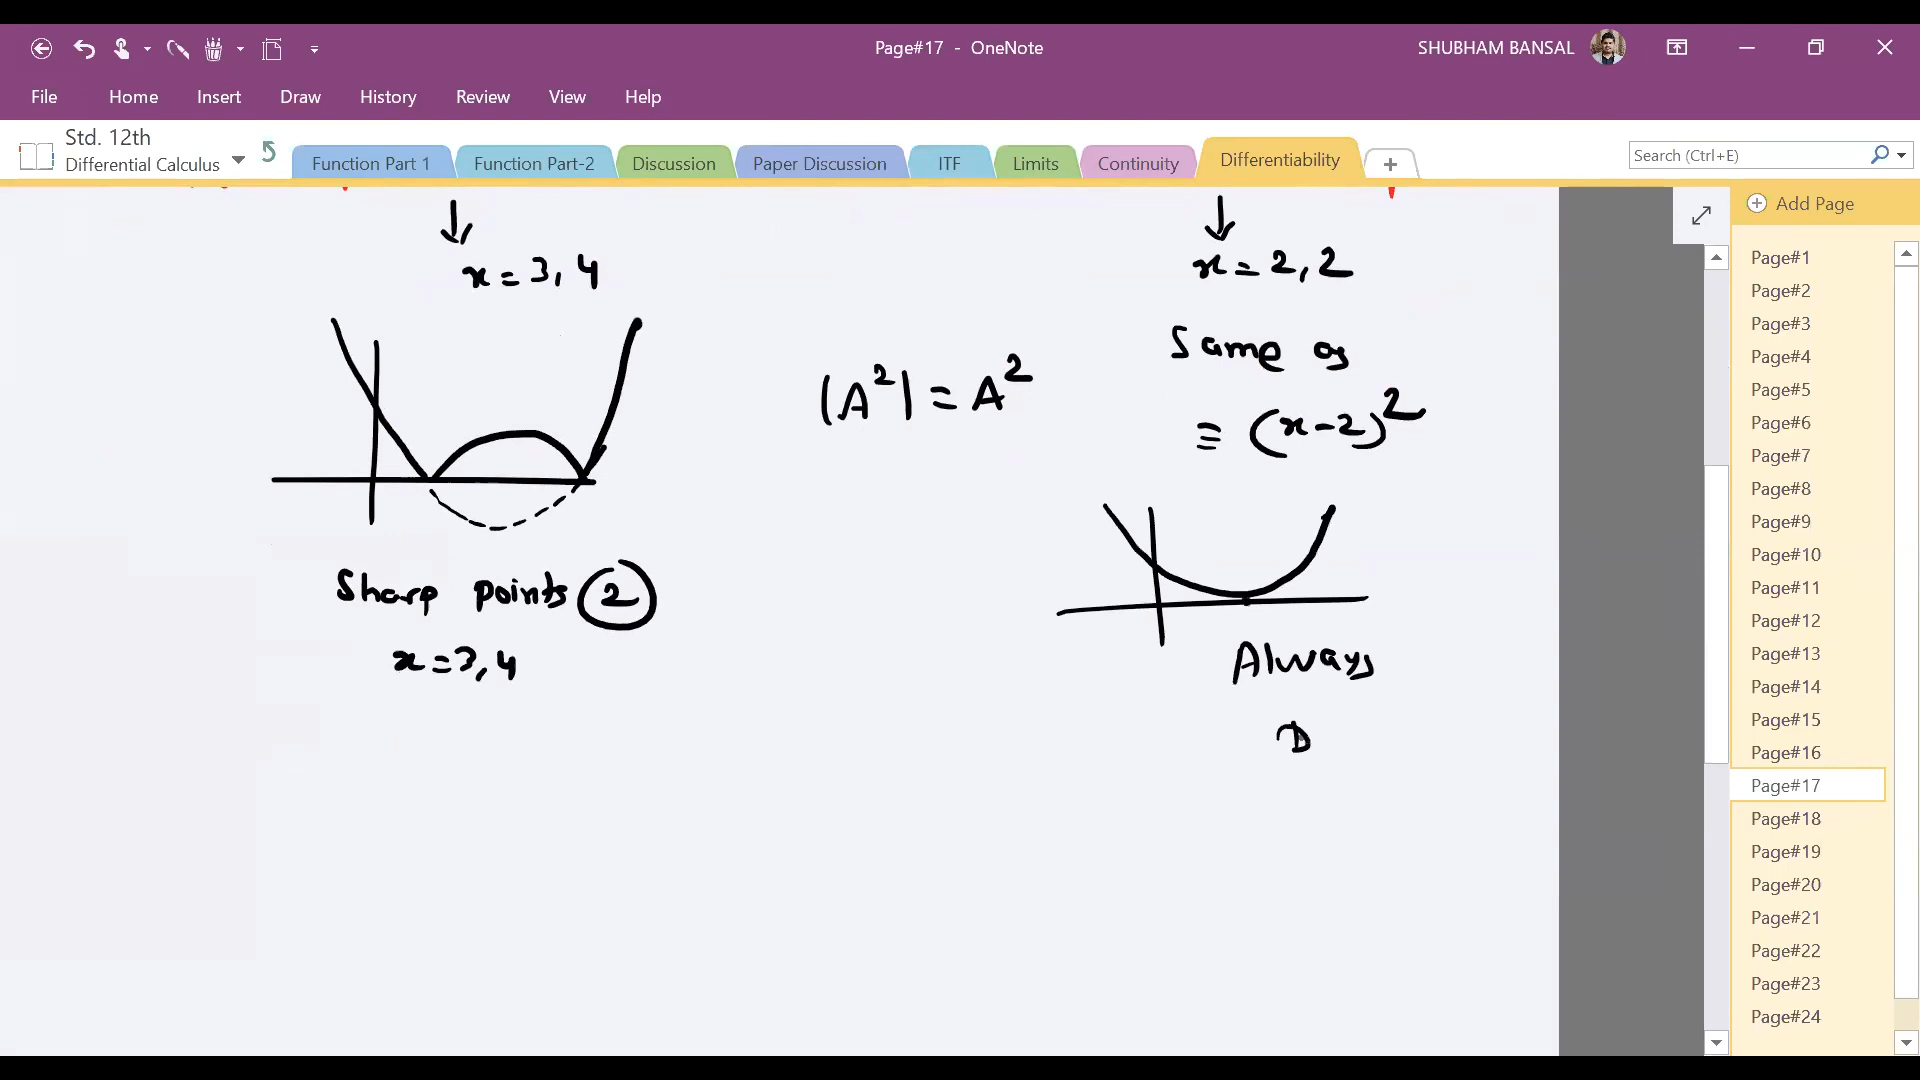 Page#17 - OneNote
SHUBHAM BANSAL
File Home Insert Draw History Review View Help
Std. 12th
Differential Calculus
Function Part 1 Function Part-2 Discussion Paper Discussion ITF Limits Continuity Differentiability +
Search (Ctrl+E)
Add Page
x = 3, 4
x = 2, 2
|A²| = A²
Same as
≡ (x-2)²
Sharp points 2
x = 3, 4
Always
D
Page#1
Page#2
Page#3
Page#4
Page#5
Page#6
Page#7
Page#8
Page#9
Page#10
Page#11
Page#12
Page#13
Page#14
Page#15
Page#16
Page#17
Page#18
Page#19
Page#20
Page#21
Page#22
Page#23
Page#24